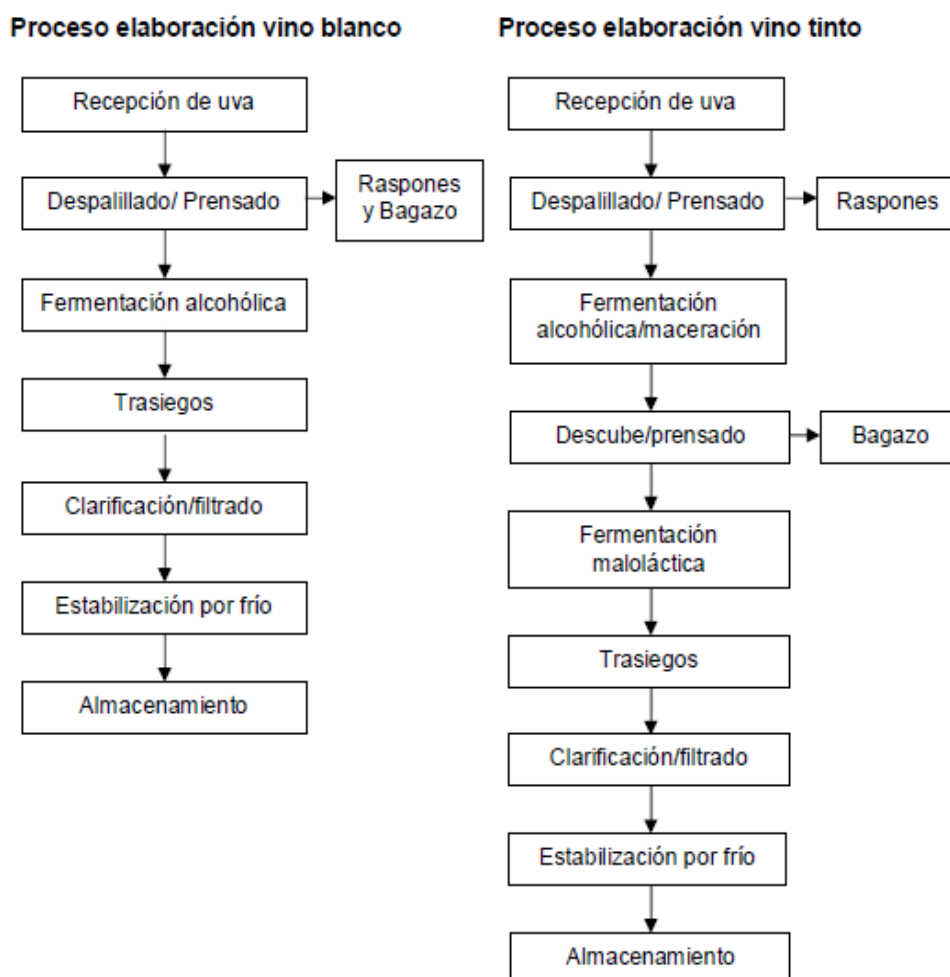 Proceso elaboración vino blanco
Recepción de uva
Despalillado/ Prensado
Raspones
y Bagazo
Fermentación alcohólica
Trasiegos
Clarificación/filtrado
Estabilización por frío
Almacenamiento
Proceso elaboración vino tinto
Recepción de uva
Despalillado/ Prensado
Raspones
Fermentación
alcohólica/maceración
Descube/prensado
Bagazo
Fermentación
maloláctica
Trasiegos
Clarificación/filtrado
Estabilización por frío
Almacenamiento